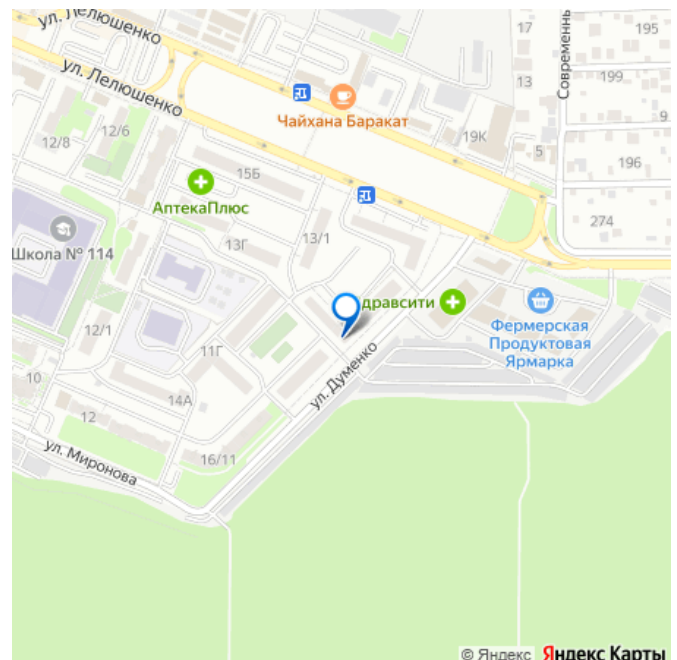 ул. Лелюшенко
17
195
ул. Лелюшенко
Современны
199
13
9
Чайхана Баракат
19К
12/8
12/6
5
196
15Б
АптекаПлюс
274
Школа № 114
13Г
13/1
дравсити
Фермерская
Продуктовая
Ярмарка
12/1
11Г
ул. Думенко
10
14А
12
ул. Миронова
16/11
© Яндекс Яндекс Карты